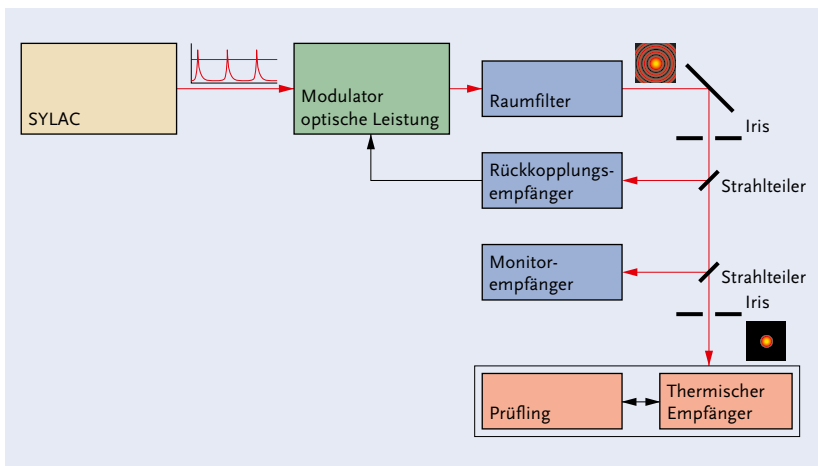 SYLAC
Modulator
optische Leistung
Raumfilter
Iris
Rückkopplungs-
empfänger
Strahlteiler
Monitor-
empfänger
Strahlteiler
Iris
Prüfling
Thermischer
Empfänger